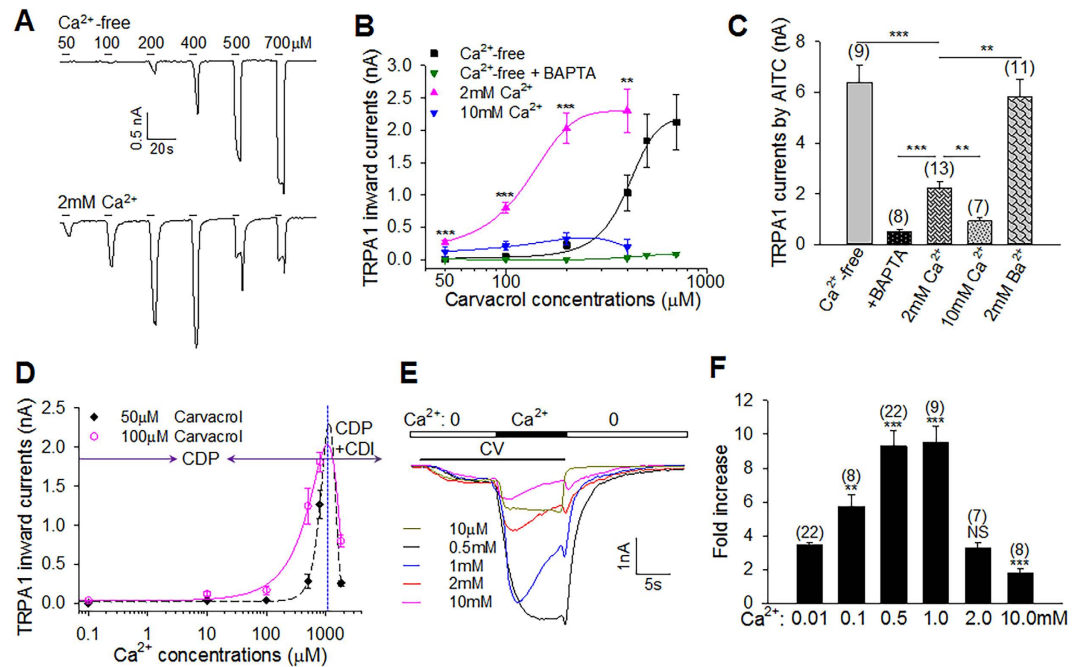 A
Ca²⁺-free
50 100 200 400 500 700μM
0.5 nA
20s
2mM Ca²⁺
B
Ca²⁺-free
Ca²⁺-free + BAPTA
2mM Ca²⁺
10mM Ca²⁺
TRPA1 inward currents (nA)
3.0
2.5
2.0
1.5
1.0
0.5
0.0
***
***
***
**
50 100 1000
Carvacrol concentrations (μM)
C
TRPA1 currents by AITC (nA)
10
8
6
4
2
0
(9)
***
**
(11)
***
**
(13)
(8)
(7)
Ca²⁺-free
+BAPTA
2mM Ca²⁺
10mM Ca²⁺
2mM Ba²⁺
D
TRPA1 inward currents (nA)
2.5
2.0
1.5
1.0
0.5
0.0
50μM Carvacrol
100μM Carvacrol
CDP
CDP
+CDI
0.1 1 10 100 1000
Ca²⁺ concentrations (μM)
E
Ca²⁺: 0 Ca²⁺ 0
CV
10μM
0.5mM
1mM
2mM
10mM
1nA
5s
F
Fold increase
12
10
8
6
4
2
0
(22)
(8)
**
(22)
***
(9)
***
(7)
NS
(8)
***
Ca²⁺: 0.01 0.1 0.5 1.0 2.0 10.0mM